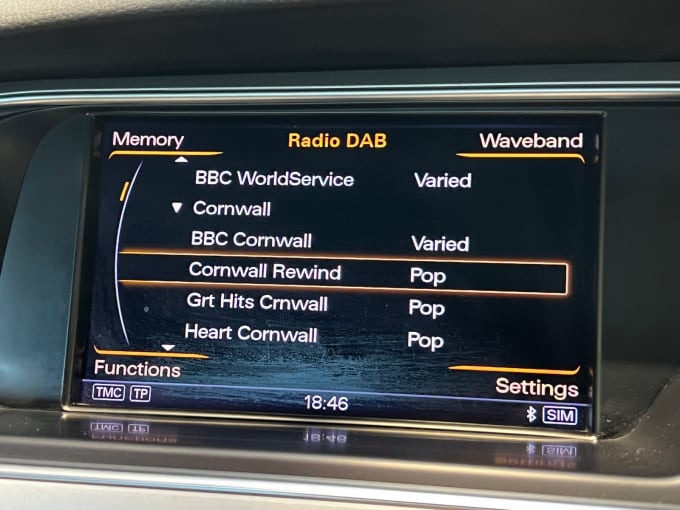 Memory Radio DAB Waveband
BBC WorldService Varied
Cornwall
BBC Cornwall Varied
Cornwall Rewind Pop
Grt Hits Crnwall Pop
Heart Cornwall Pop
Functions Settings
TMC TP 18:46 SIM